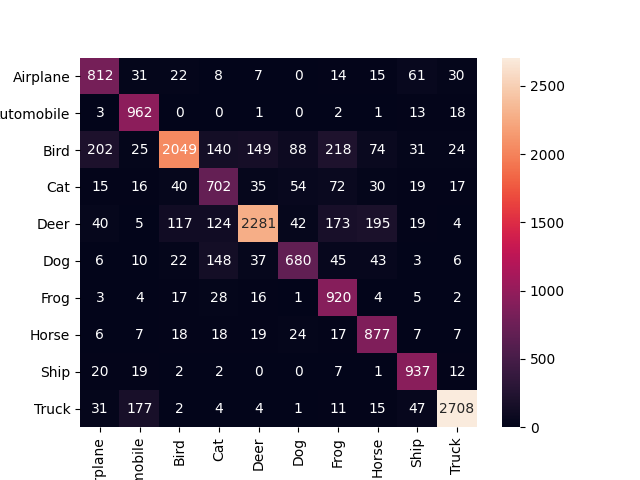 Airplane 812 31 22 8 7 0 14 15 61 30
utomobile 3 962 0 0 1 0 2 1 13 18
Bird 202 25 2049 140 149 88 218 74 31 24
Cat 15 16 40 702 35 54 72 30 19 17
Deer 40 5 117 124 2281 42 173 195 19 4
Dog 6 10 22 148 37 680 45 43 3 6
Frog 3 4 17 28 16 1 920 4 5 2
Horse 6 7 18 18 19 24 17 877 7 7
Ship 20 19 2 2 0 0 7 1 937 12
Truck 31 177 2 4 4 1 11 15 47 2708
rplane mobile Bird Cat Deer Dog Frog Horse Ship Truck
2500
2000
1500
1000
500
0